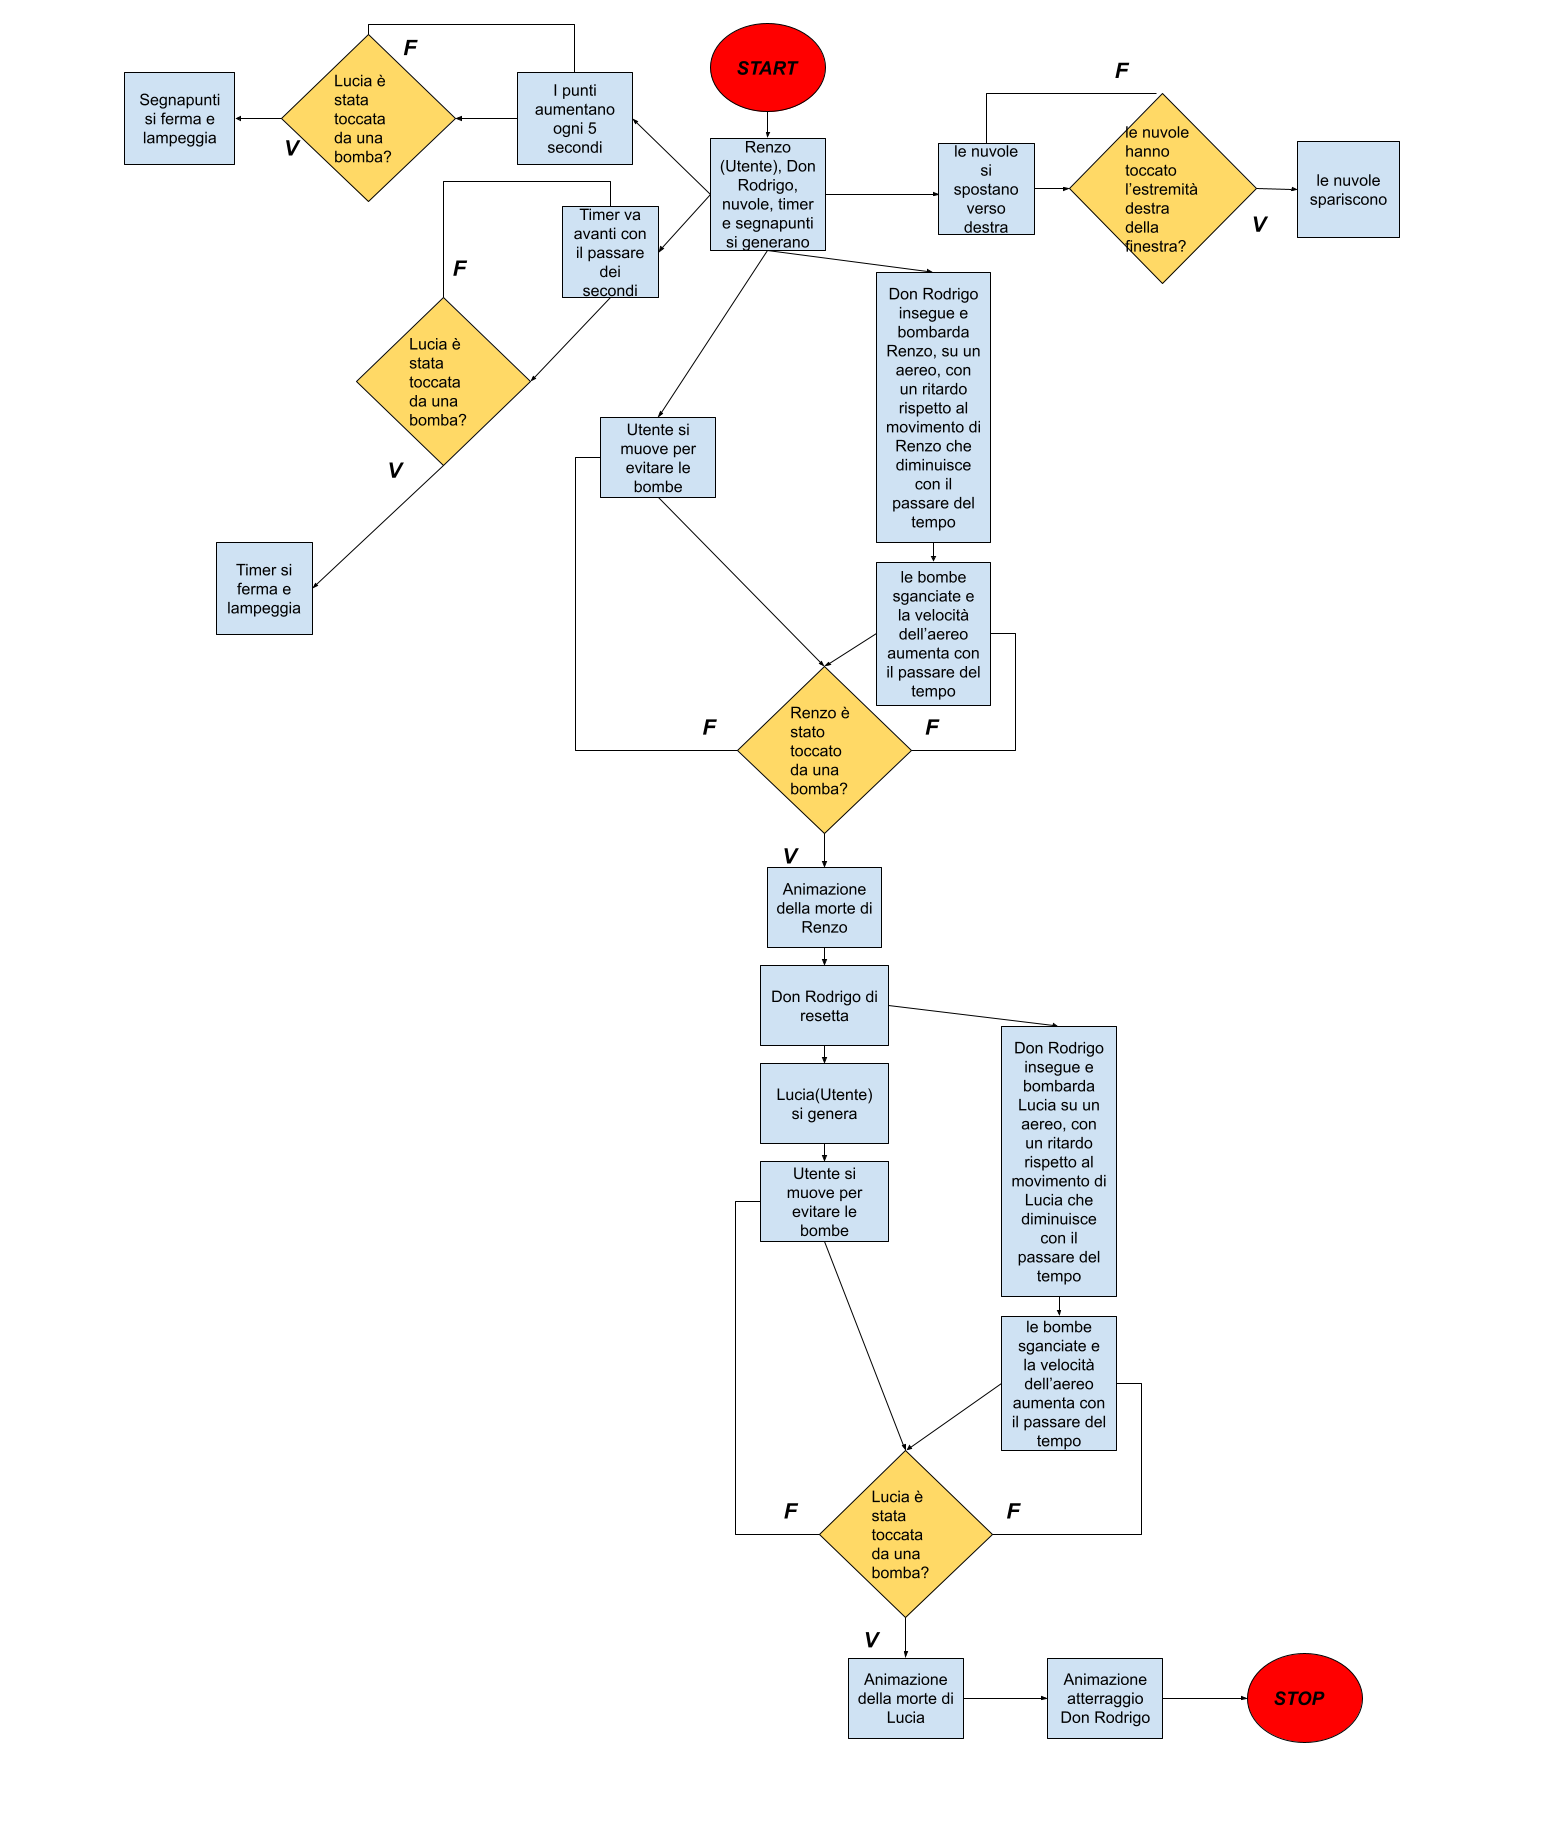 START
F
Lucia è
stata
toccata
da una
bomba?
V
Segnapunti
si ferma e
lampeggia
I punti
aumentano
ogni 5
secondi
Renzo
(Utente), Don
Rodrigo,
nuvole, timer
e segnapunti
si generano
le nuvole
si
spostano
verso
destra
F
le nuvole
hanno
toccato
l'estremità
destra
della
finestra?
V
le nuvole
spariscono
Timer va
avanti con
il passare
dei
secondi
F
Lucia è
stata
toccata
da una
bomba?
V
Timer si
ferma e
lampeggia
Don Rodrigo
insegue e
bombarda
Renzo, su un
aereo, con
un ritardo
rispetto al
movimento di
Renzo che
diminuisce
con il
passare del
tempo
Utente si
muove per
evitare le
bombe
le bombe
sganciate e
la velocità
dell'aereo
aumenta con
il passare del
tempo
F
Renzo è
stato
toccato
da una
bomba?
F
V
Animazione
della morte di
Renzo
Don Rodrigo di
resetta
Lucia(Utente)
si genera
Utente si
muove per
evitare le
bombe
Don Rodrigo
insegue e
bombarda
Lucia su un
aereo, con
un ritardo
rispetto al
movimento di
Lucia che
diminuisce
con il
passare del
tempo
le bombe
sganciate e
la velocità
dell'aereo
aumenta con
il passare del
tempo
F
Lucia è
stata
toccata
da una
bomba?
F
V
Animazione
della morte di
Lucia
Animazione
atterraggio
Don Rodrigo
STOP